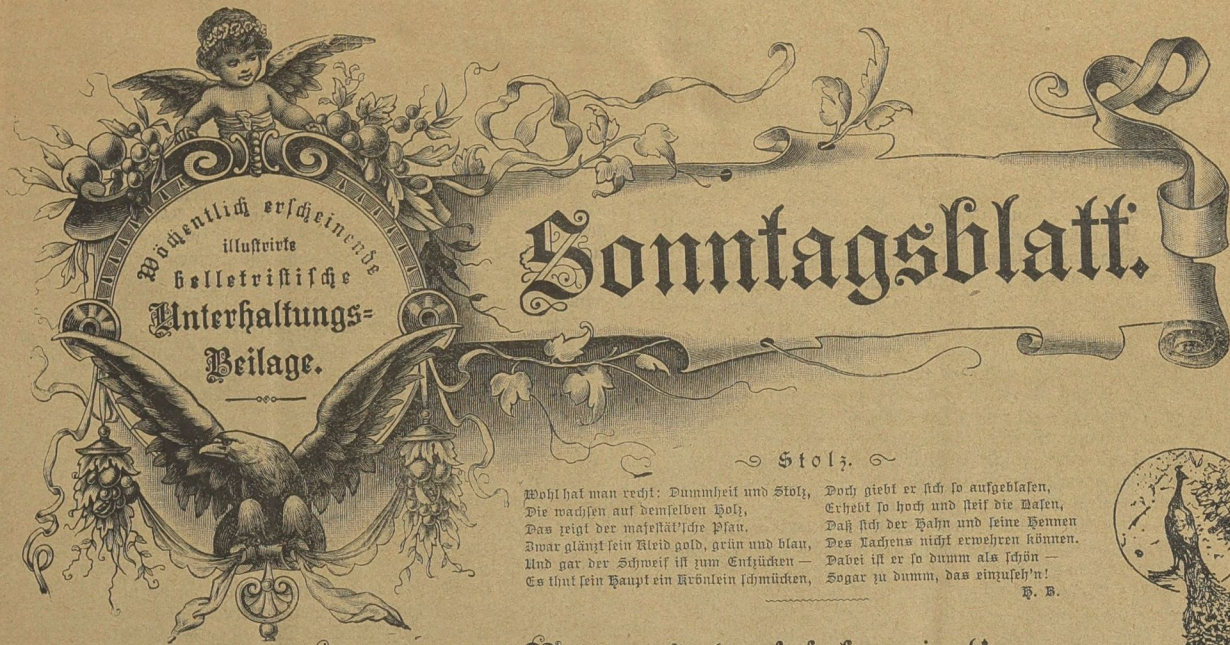 Wöchentlich erscheinende
illustrirte
belletristische
Unterhaltungs-
Beilage.
Sonntagsblatt.
Stolz.
Wohl hat man recht: Dummheit und Stolz,
Die wachsen auf demselben Holz,
Das zeigt der majestät'sche Pfau.
Zwar glänzt sein Kleid gold, grün und blau,
Und gar der Schweif ist zum Entzücken —
Es thut sein Haupt ein Krönlein schmücken,
Doch giebt er sich so aufgeblasen,
Erhebt so hoch und steif die Nasen,
Daß sich der Hahn und seine Hennen
Des Lachens nicht erwehren können.
Dabei ist er so dumm als schön —
Sogar zu dumm, das einzuseh'n!
H. B.